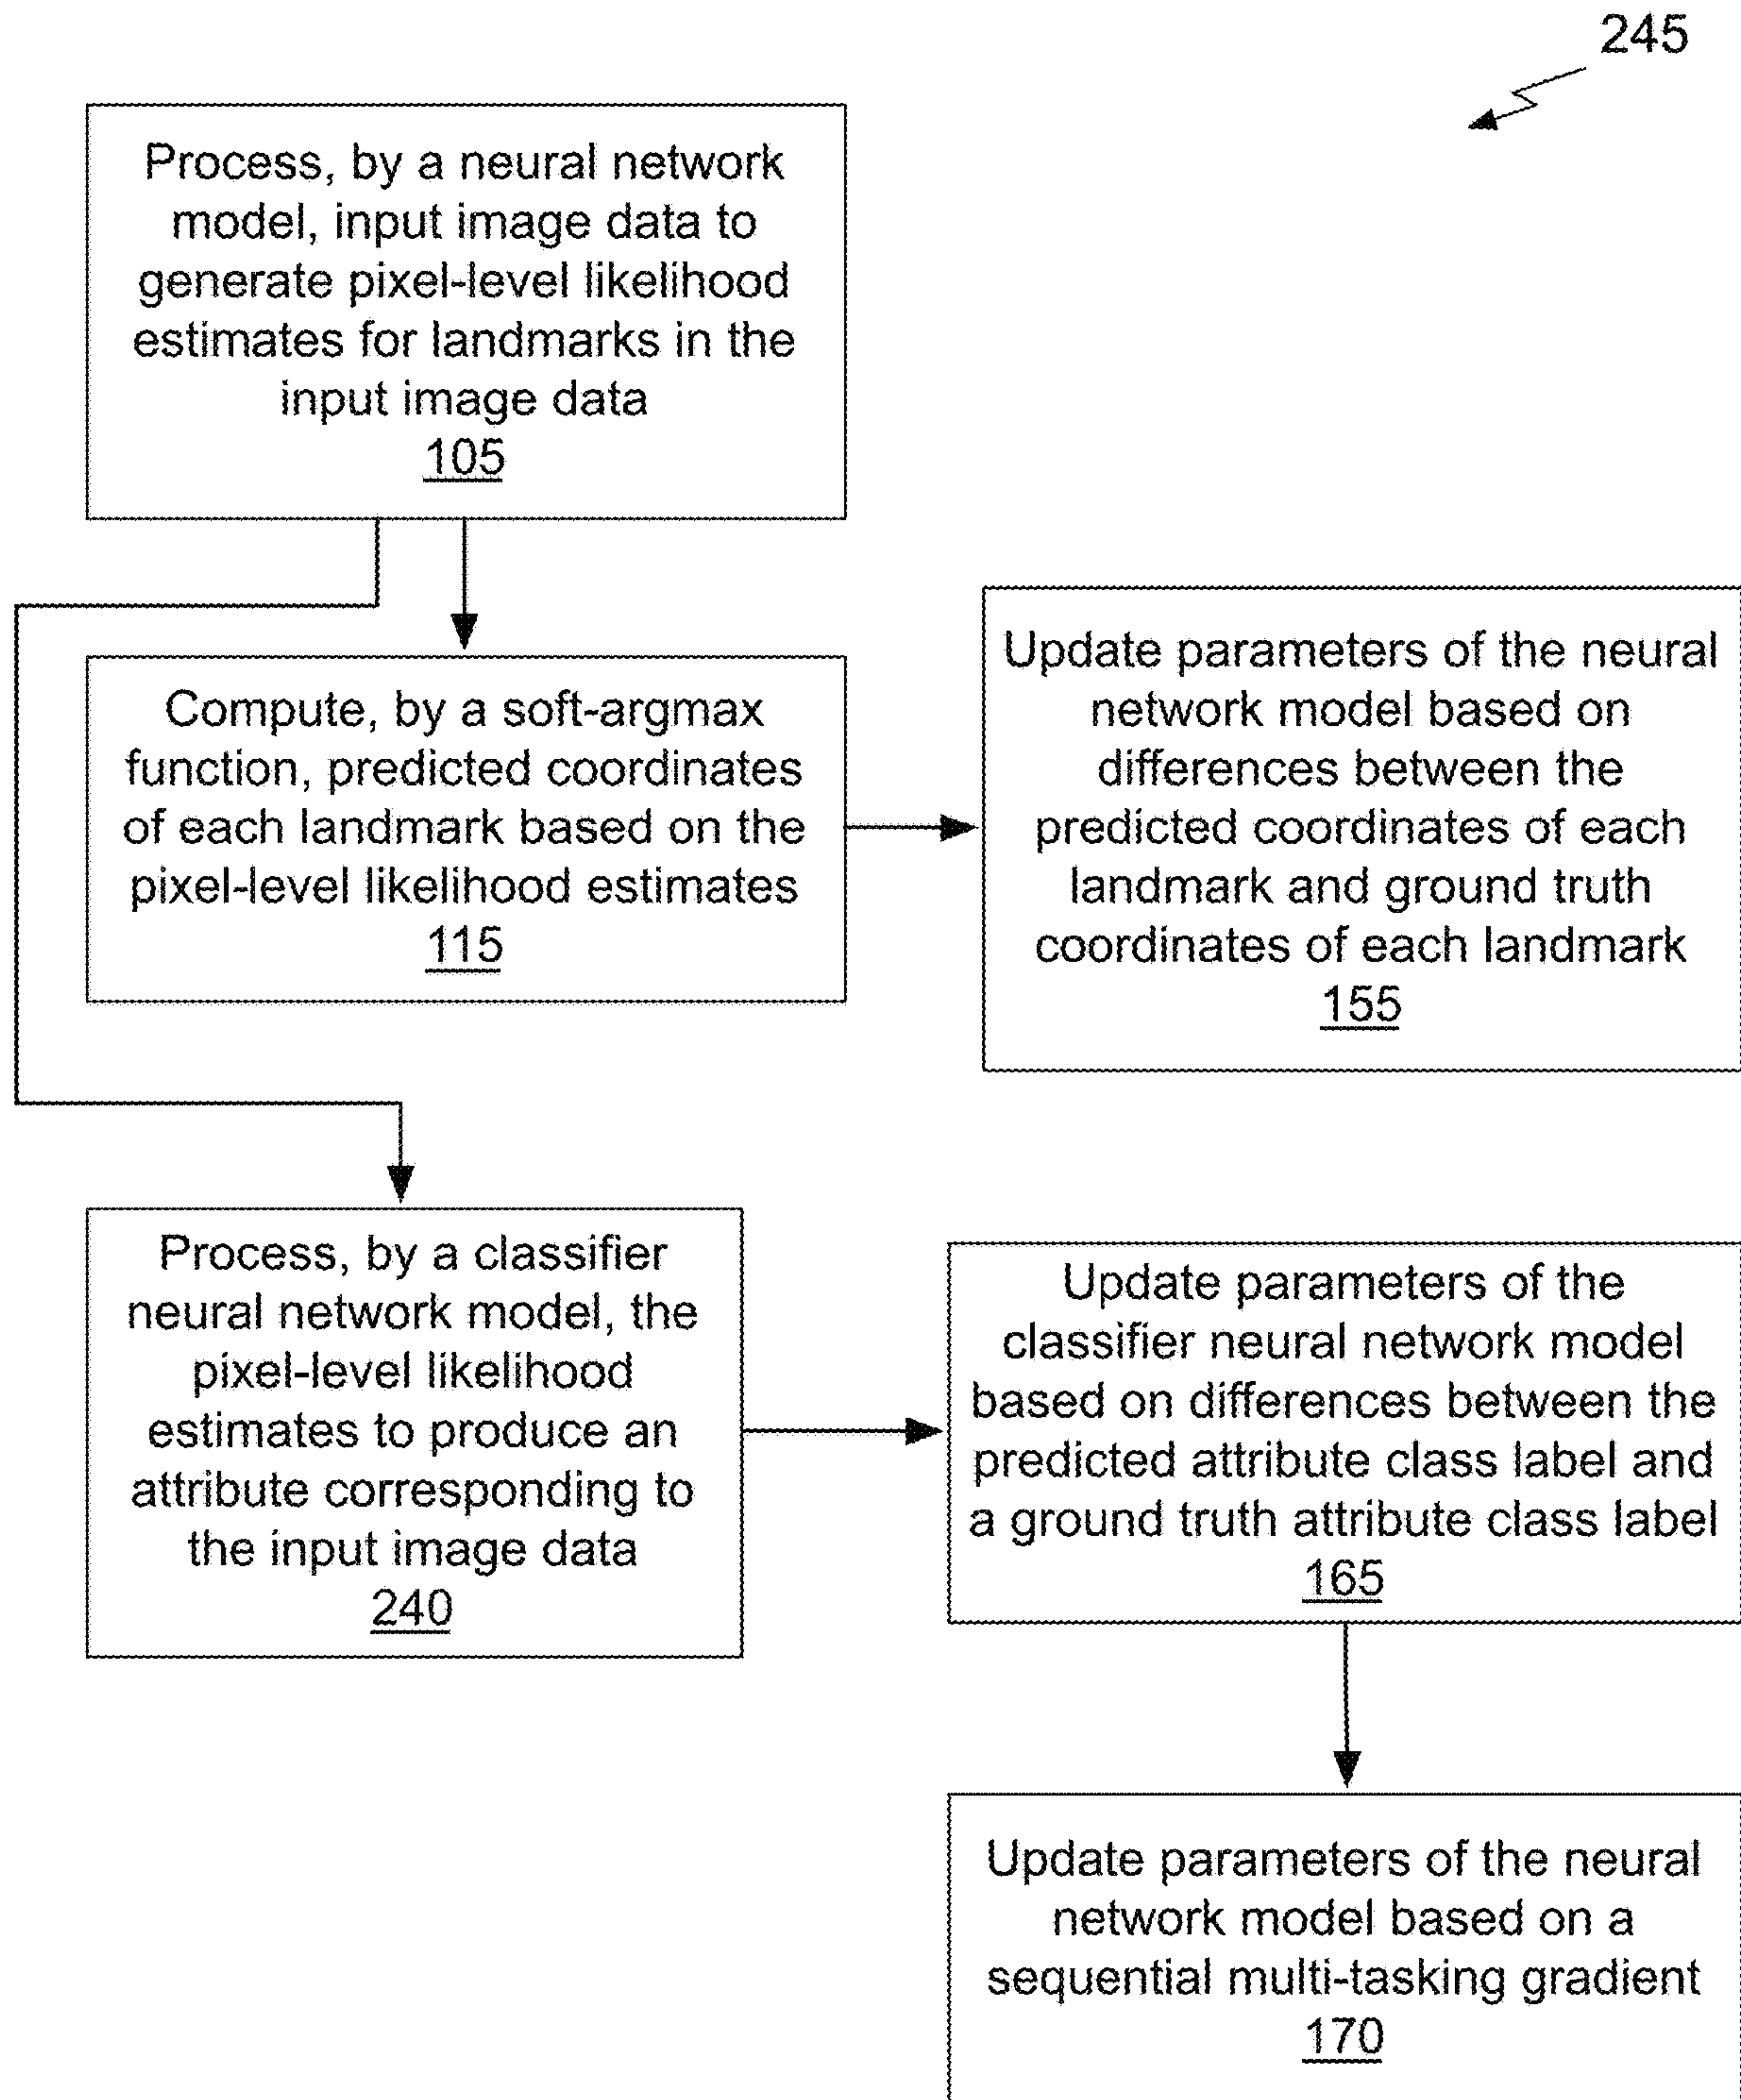 245
Process, by a neural network
model, input image data to
generate pixel-level likelihood
estimates for landmarks in the
input image data
105
Compute, by a soft-argmax
function, predicted coordinates
of each landmark based on the
pixel-level likelihood estimates
115
Update parameters of the neural
network model based on
differences between the
predicted coordinates of each
landmark and ground truth
coordinates of each landmark
155
Process, by a classifier
neural network model, the
pixel-level likelihood
estimates to produce an
attribute corresponding to
the input image data
240
Update parameters of the
classifier neural network model
based on differences between the
predicted attribute class label and
a ground truth attribute class label
165
Update parameters of the neural
network model based on a
sequential multi-tasking gradient
170